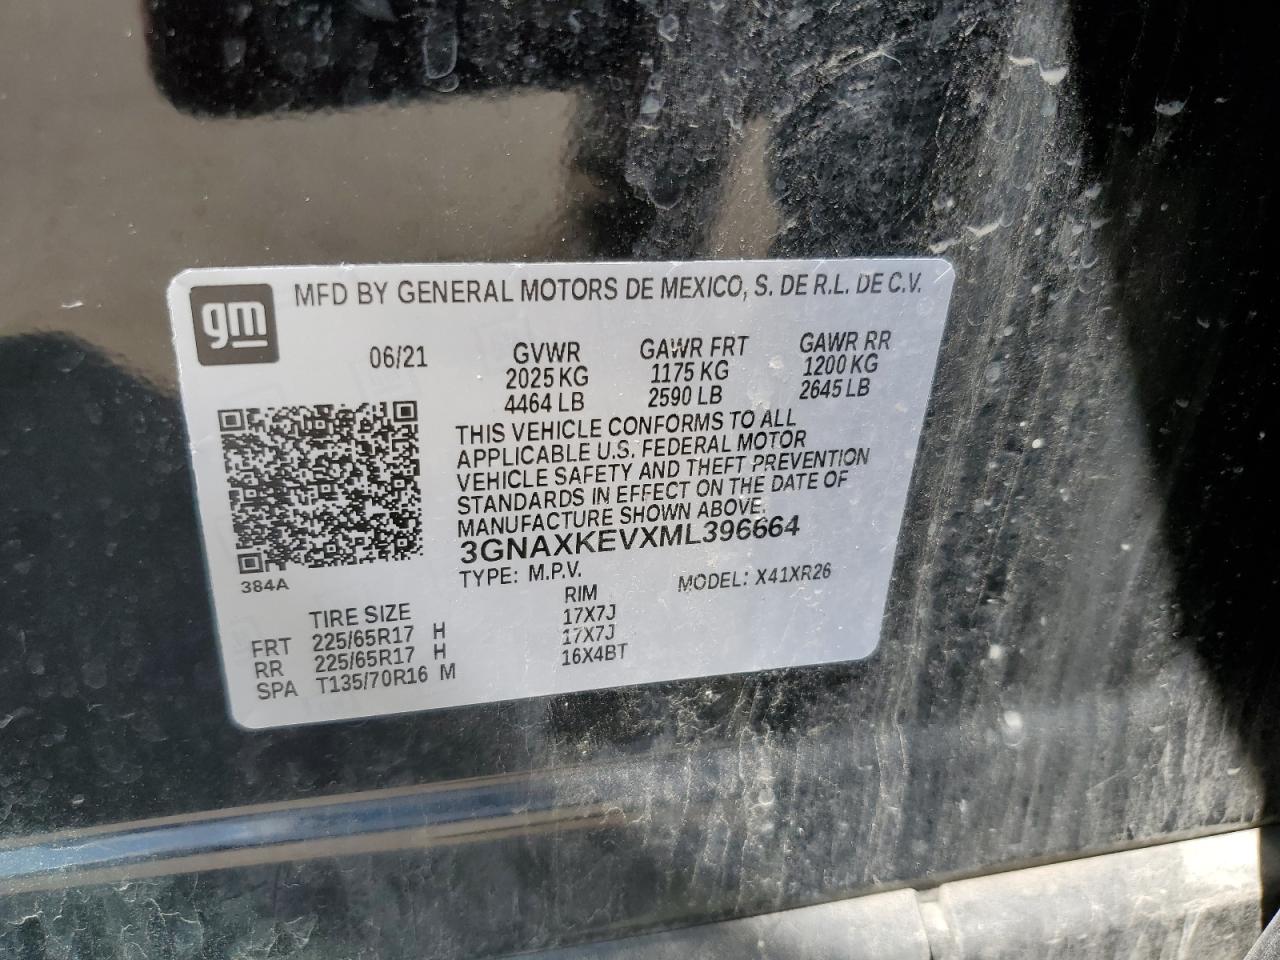 gm
MFD BY GENERAL MOTORS DE MEXICO, S. DE R.L. DE C.V.
06/21 GVWR GAWR FRT GAWR RR
2025 KG 1175 KG 1200 KG
4464 LB 2590 LB 2645 LB
THIS VEHICLE CONFORMS TO ALL
APPLICABLE U.S. FEDERAL MOTOR
VEHICLE SAFETY AND THEFT PREVENTION
STANDARDS IN EFFECT ON THE DATE OF
MANUFACTURE SHOWN ABOVE.
3GNAXKEVXML396664
384A
TYPE: M.P.V. MODEL: X41XR26
TIRE SIZE RIM
FRT 225/65R17 H 17X7J
RR 225/65R17 H 17X7J
SPA T135/70R16 M 16X4BT